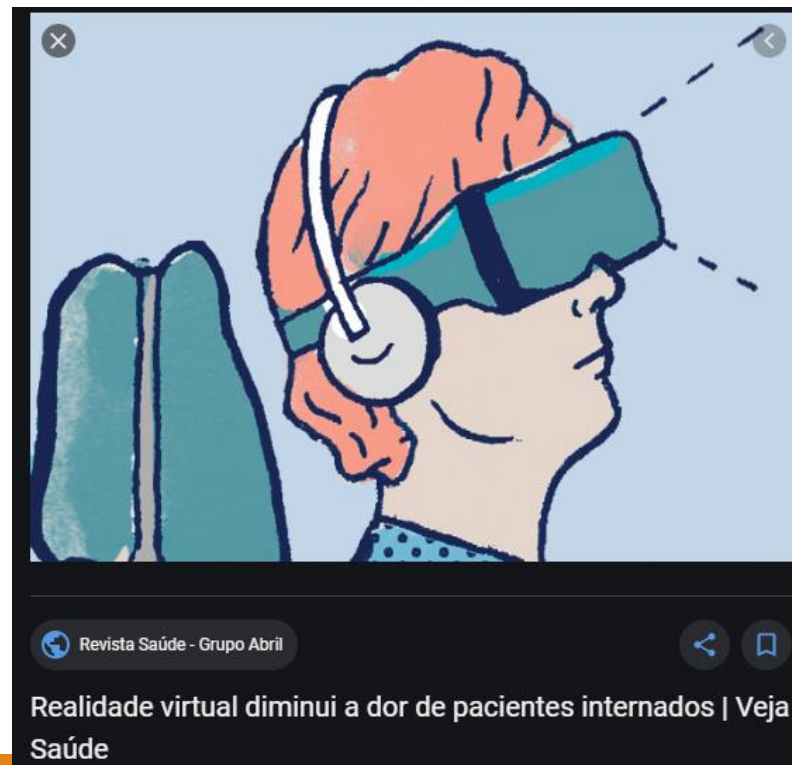 Revista Saúde - Grupo Abril
Realidade virtual diminui a dor de pacientes internados | Veja
Saúde